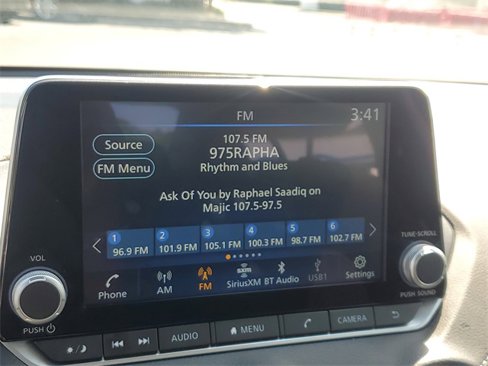 FM 3:41
107.5 FM
Source 975RAPHA
FM Menu Rhythm and Blues
Ask Of You by Raphael Saadiq on
Majic 107.5-97.5
1 2 3 4 5 6
96.9 FM 101.9 FM 105.1 FM 100.3 FM 98.7 FM 102.7 FM
Phone AM FM sxm SiriusXM BT Audio USB1 Settings
VOL
PUSH
TUNE-SCROLL
PUSH SOUND
AUDIO MENU CAMERA